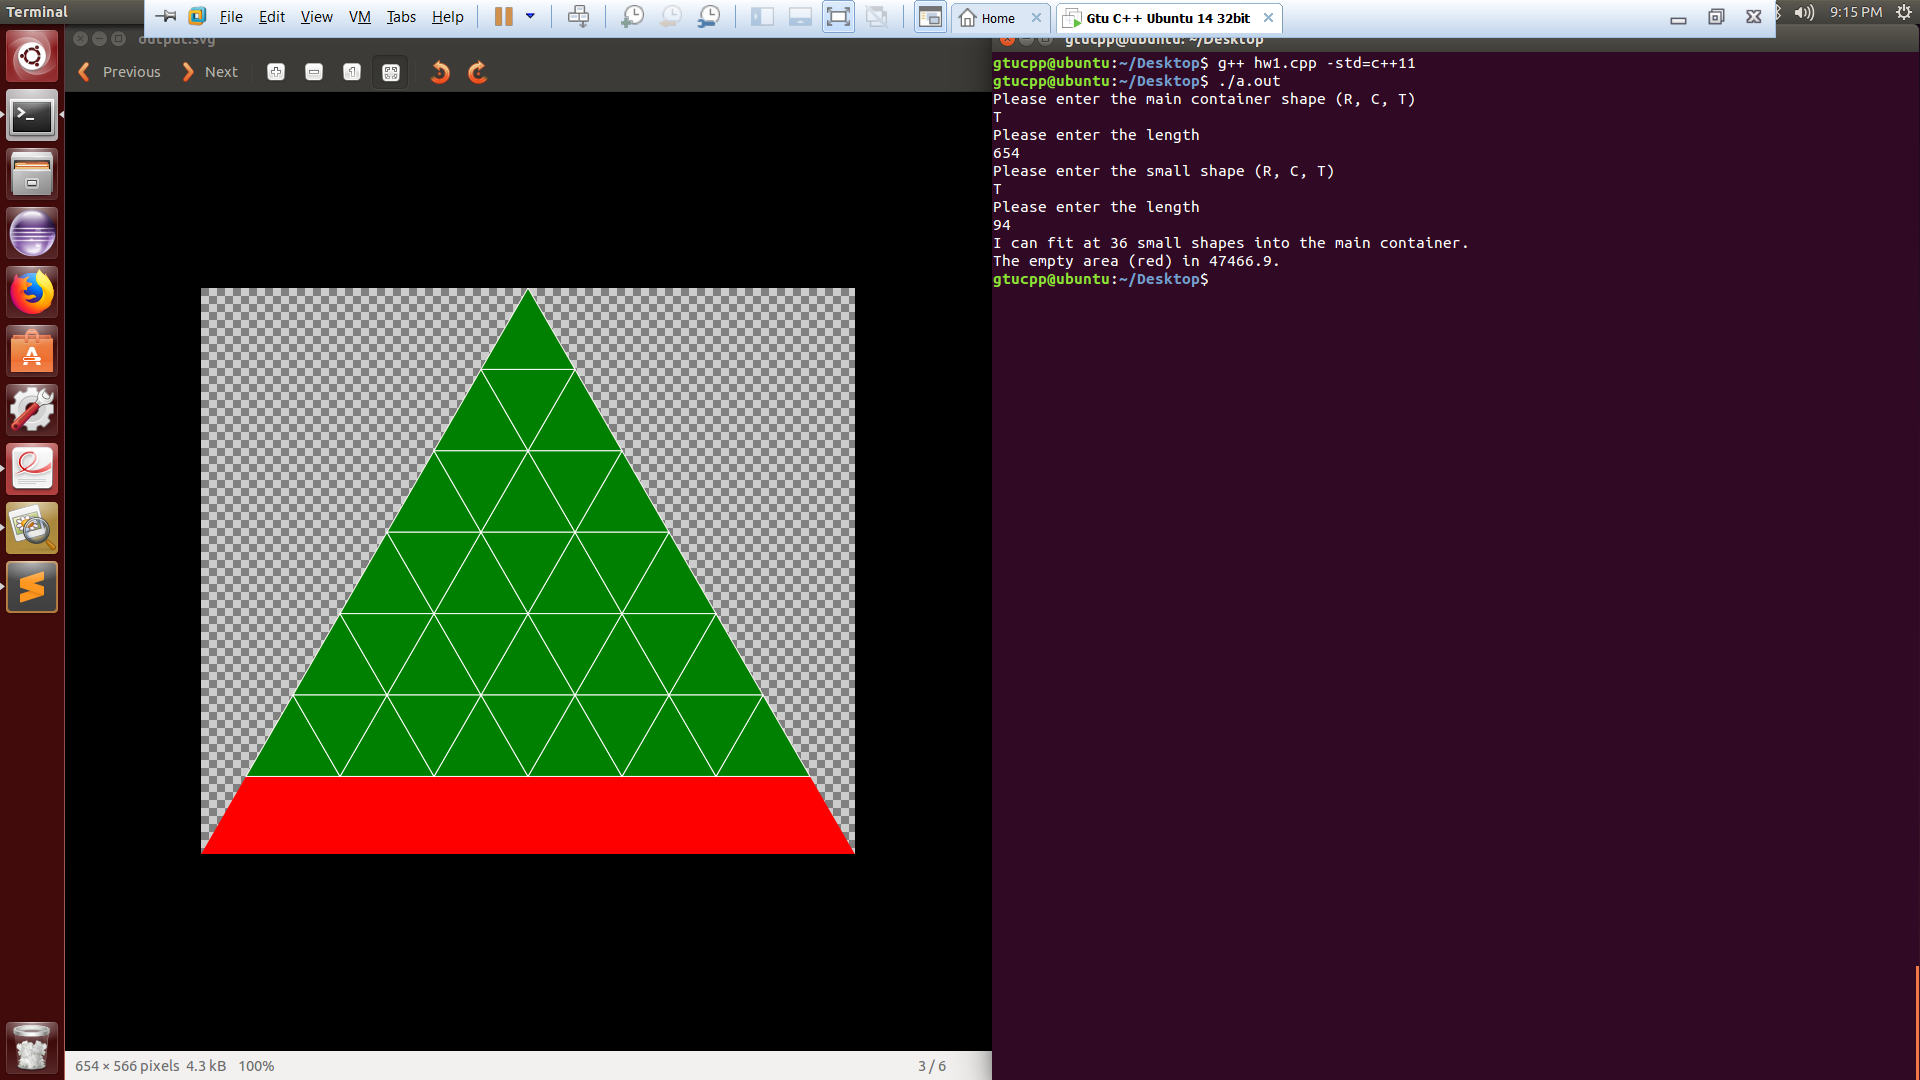 Terminal
File Edit View VM Tabs Help
Home
Gtu C++ Ubuntu 14 32bit
9:15 PM
output.svg
Previous Next
gtucpp@ubuntu: ~/Desktop
gtucpp@ubuntu:~/Desktop$ g++ hw1.cpp -std=c++11
gtucpp@ubuntu:~/Desktop$ ./a.out
Please enter the main container shape (R, C, T)
T
Please enter the length
654
Please enter the small shape (R, C, T)
T
Please enter the length
94
I can fit at 36 small shapes into the main container.
The empty area (red) in 47466.9.
gtucpp@ubuntu:~/Desktop$
654 × 566 pixels 4.3 kB 100%
3 / 6